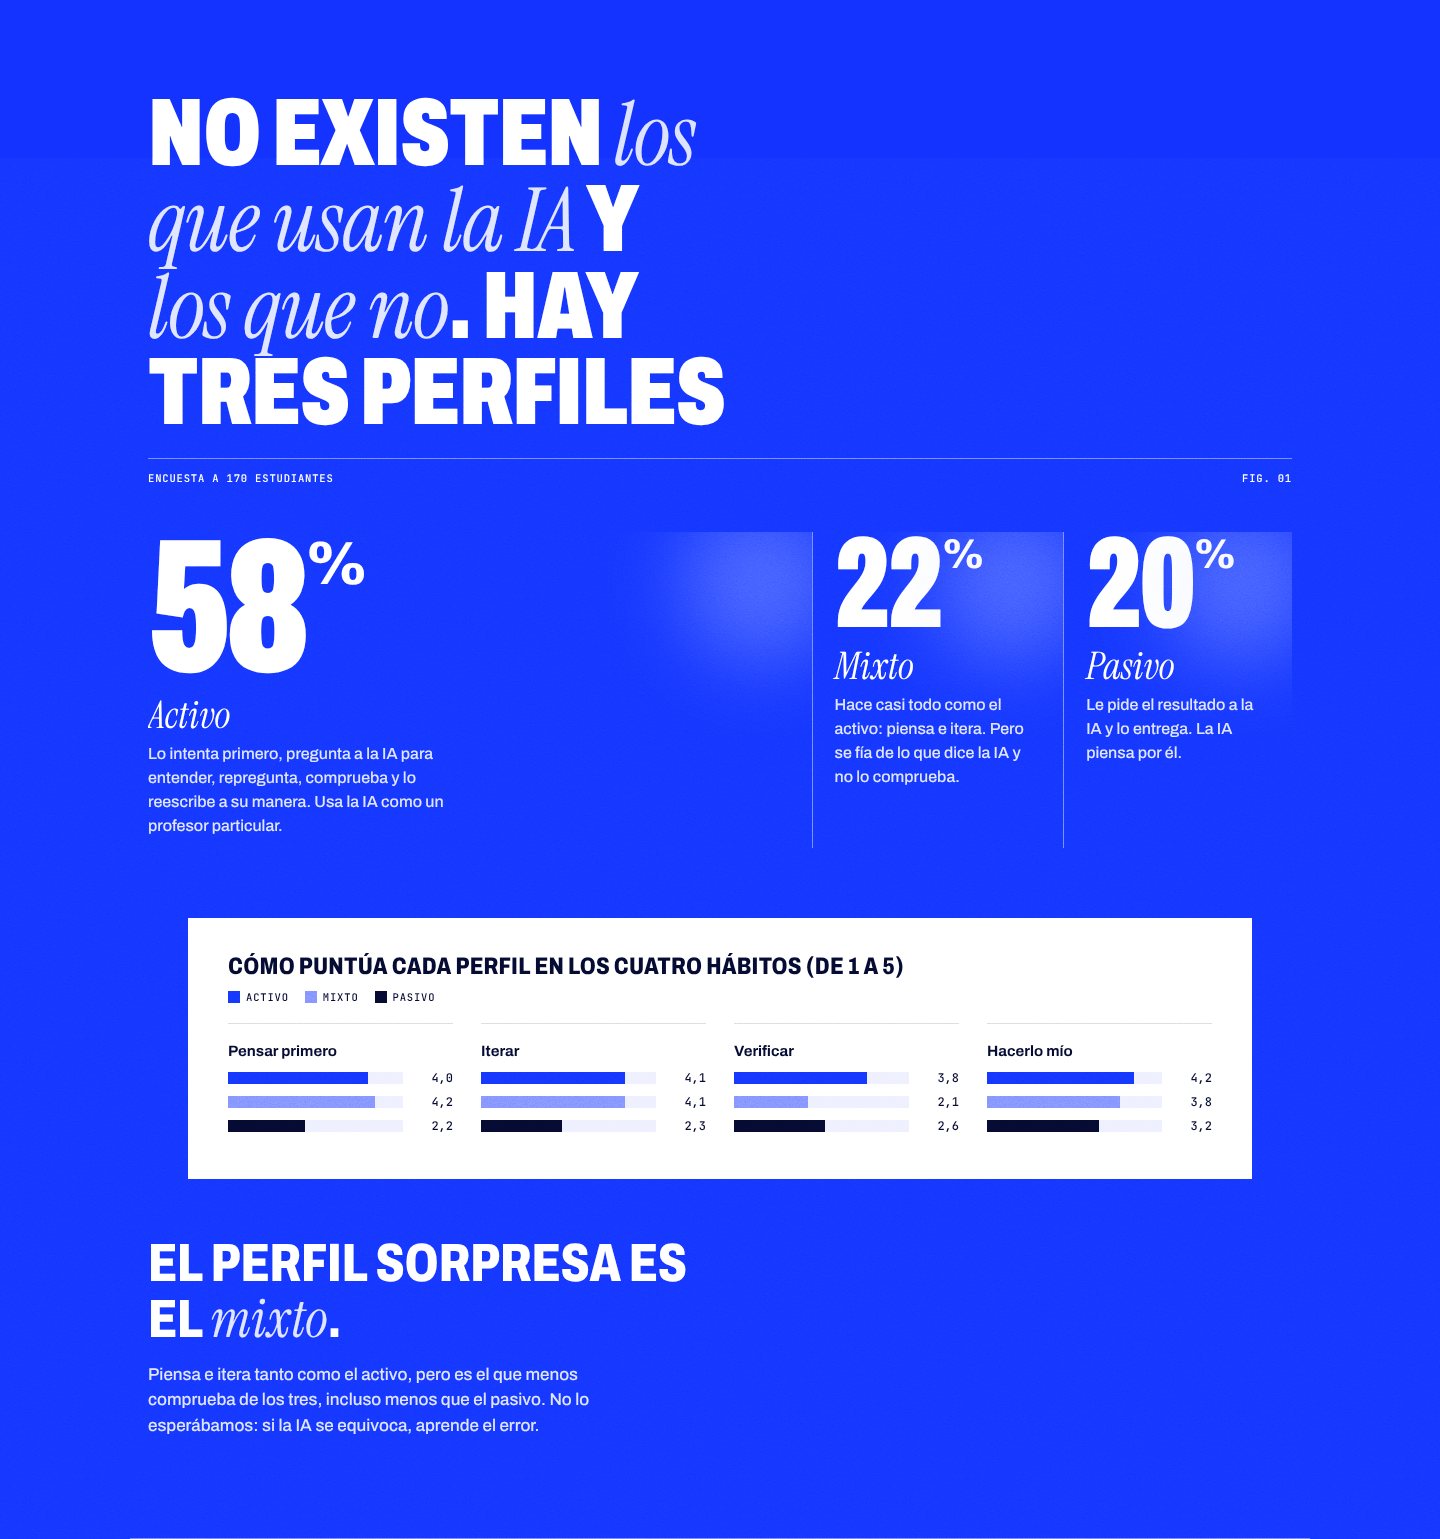 NO EXISTEN los
que usan la IA Y
los que no. HAY
TRES PERFILES
ENCUESTA A 170 ESTUDIANTES
FIG. 01
58%
Activo
Lo intenta primero, pregunta a la IA para
entender, repregunta, comprueba y lo
reescribe a su manera. Usa la IA como un
profesor particular.
22%
Mixto
Hace casi todo como el
activo: piensa e itera. Pero
se fía de lo que dice la IA y
no lo comprueba.
20%
Pasivo
Le pide el resultado a la
IA y lo entrega. La IA
piensa por él.
CÓMO PUNTÚA CADA PERFIL EN LOS CUATRO HÁBITOS (DE 1 A 5)
ACTIVO MIXTO PASIVO
Pensar primero
4,0
4,2
2,2
Iterar
4,1
4,1
2,3
Verificar
3,8
2,1
2,6
Hacerlo mío
4,2
3,8
3,2
EL PERFIL SORPRESA ES
EL mixto.
Piensa e itera tanto como el activo, pero es el que menos
comprueba de los tres, incluso menos que el pasivo. No lo
esperábamos: si la IA se equivoca, aprende el error.